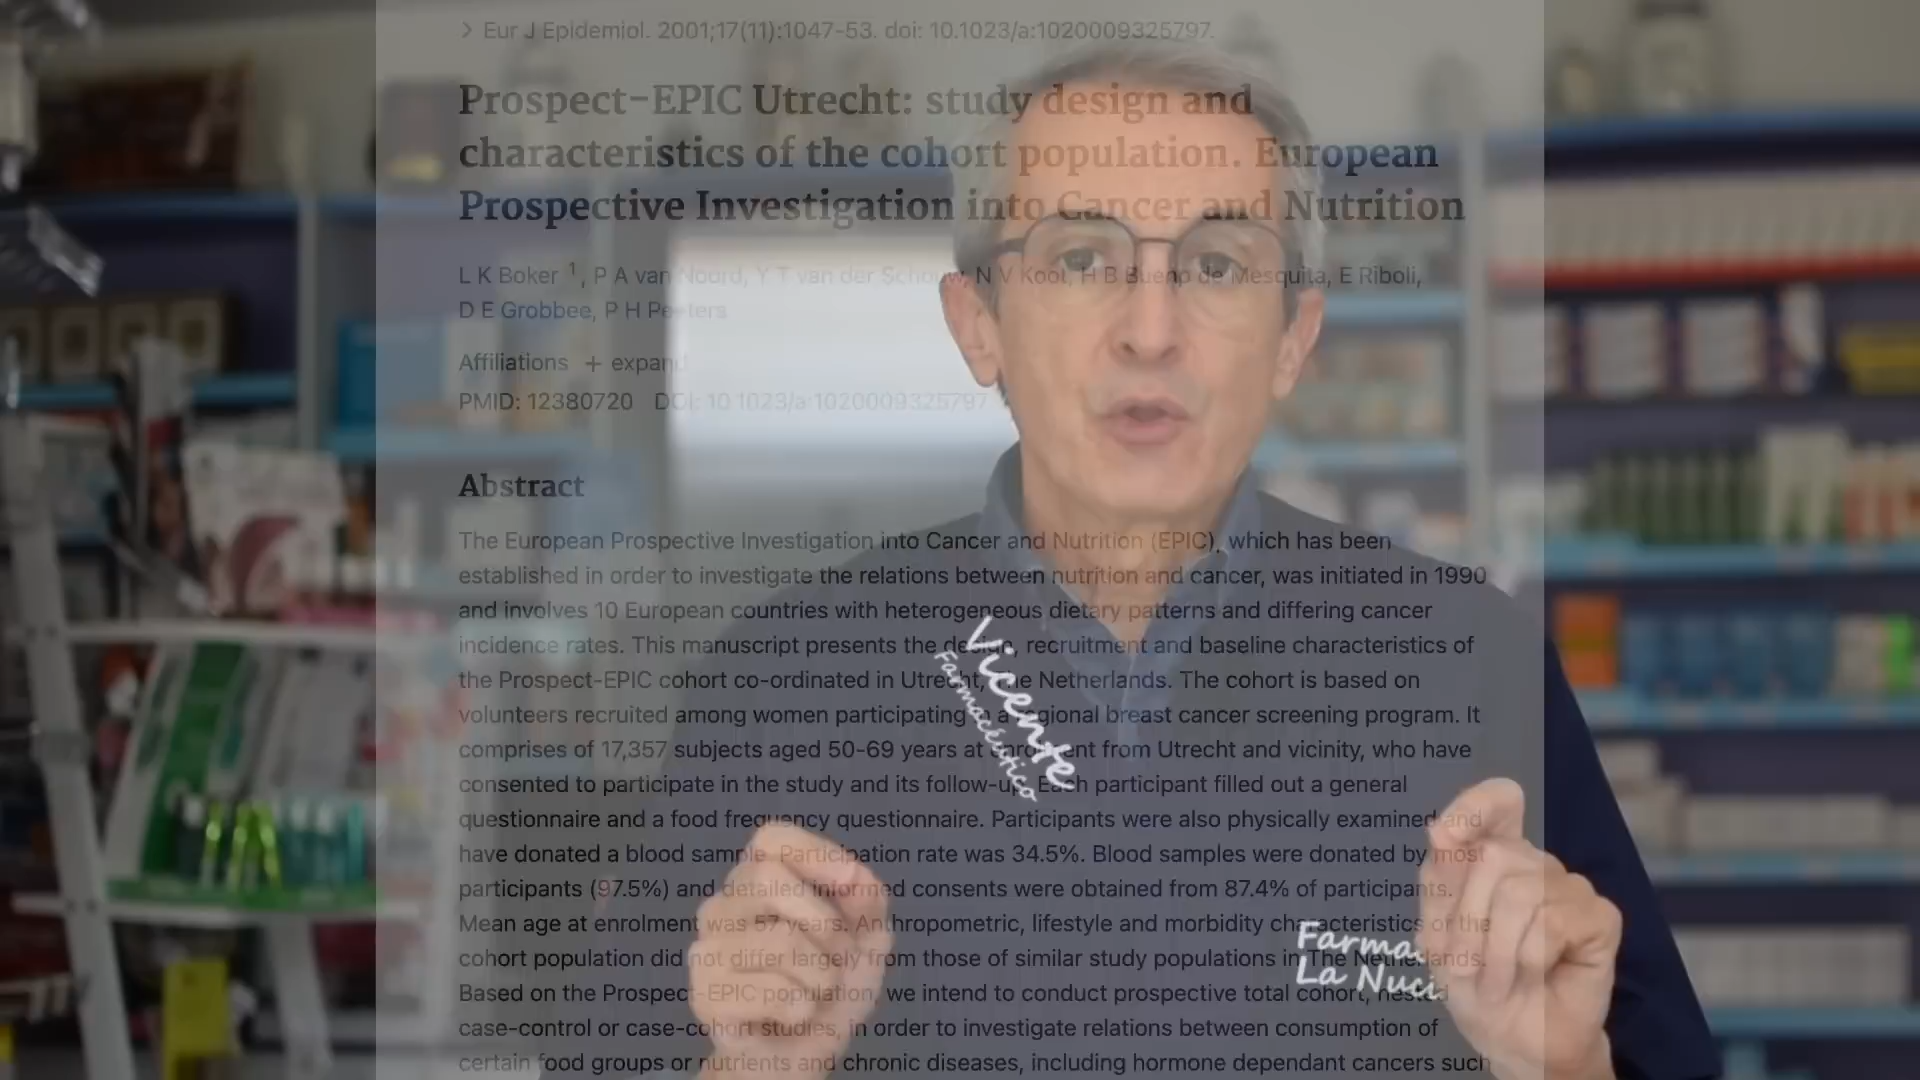 > Eur J Epidemiol. 2001;17(11):1047-53. doi: 10.1023/a:1020009325797.
Prospect-EPIC Utrecht: study design and
characteristics of the cohort population. European
Prospective Investigation into Cancer and Nutrition
L K Boker 1, P A van Noord, Y T van der Schouw, N V Koot, H B Bueno de Mesquita, E Riboli,
D E Grobbee, P H Peeters
Affiliations + expand
PMID: 12380720 DOI: 10.1023/a:1020009325797
Abstract
The European Prospective Investigation into Cancer and Nutrition (EPIC), which has been
established in order to investigate the relations between nutrition and cancer, was initiated in 1990
and involves 10 European countries with heterogeneous dietary patterns and differing cancer
incidence rates. This manuscript presents the design, recruitment and baseline characteristics of
the Prospect-EPIC cohort co-ordinated in Utrecht, The Netherlands. The cohort is based on
volunteers recruited among women participating in a regional breast cancer screening program. It
comprises of 17,357 subjects aged 50-69 years at enrolment from Utrecht and vicinity, who have
consented to participate in the study and its follow-up. Each participant filled out a general
questionnaire and a food frequency questionnaire. Participants were also physically examined and
have donated a blood sample. Participation rate was 34.5%. Blood samples were donated by most
participants (97.5%) and detailed informed consents were obtained from 87.4% of participants.
Mean age at enrolment was 57 years. Anthropometric, lifestyle and morbidity characteristics of the
cohort population did not differ largely from those of similar study populations in The Netherlands.
Based on the Prospect-EPIC population, we intend to conduct prospective total cohort, nested
case-control or case-cohort studies, in order to investigate relations between consumption of
certain food groups or nutrients and chronic diseases, including hormone dependent cancers such
Vicente
Farmacéutico
Farma
La Nuci